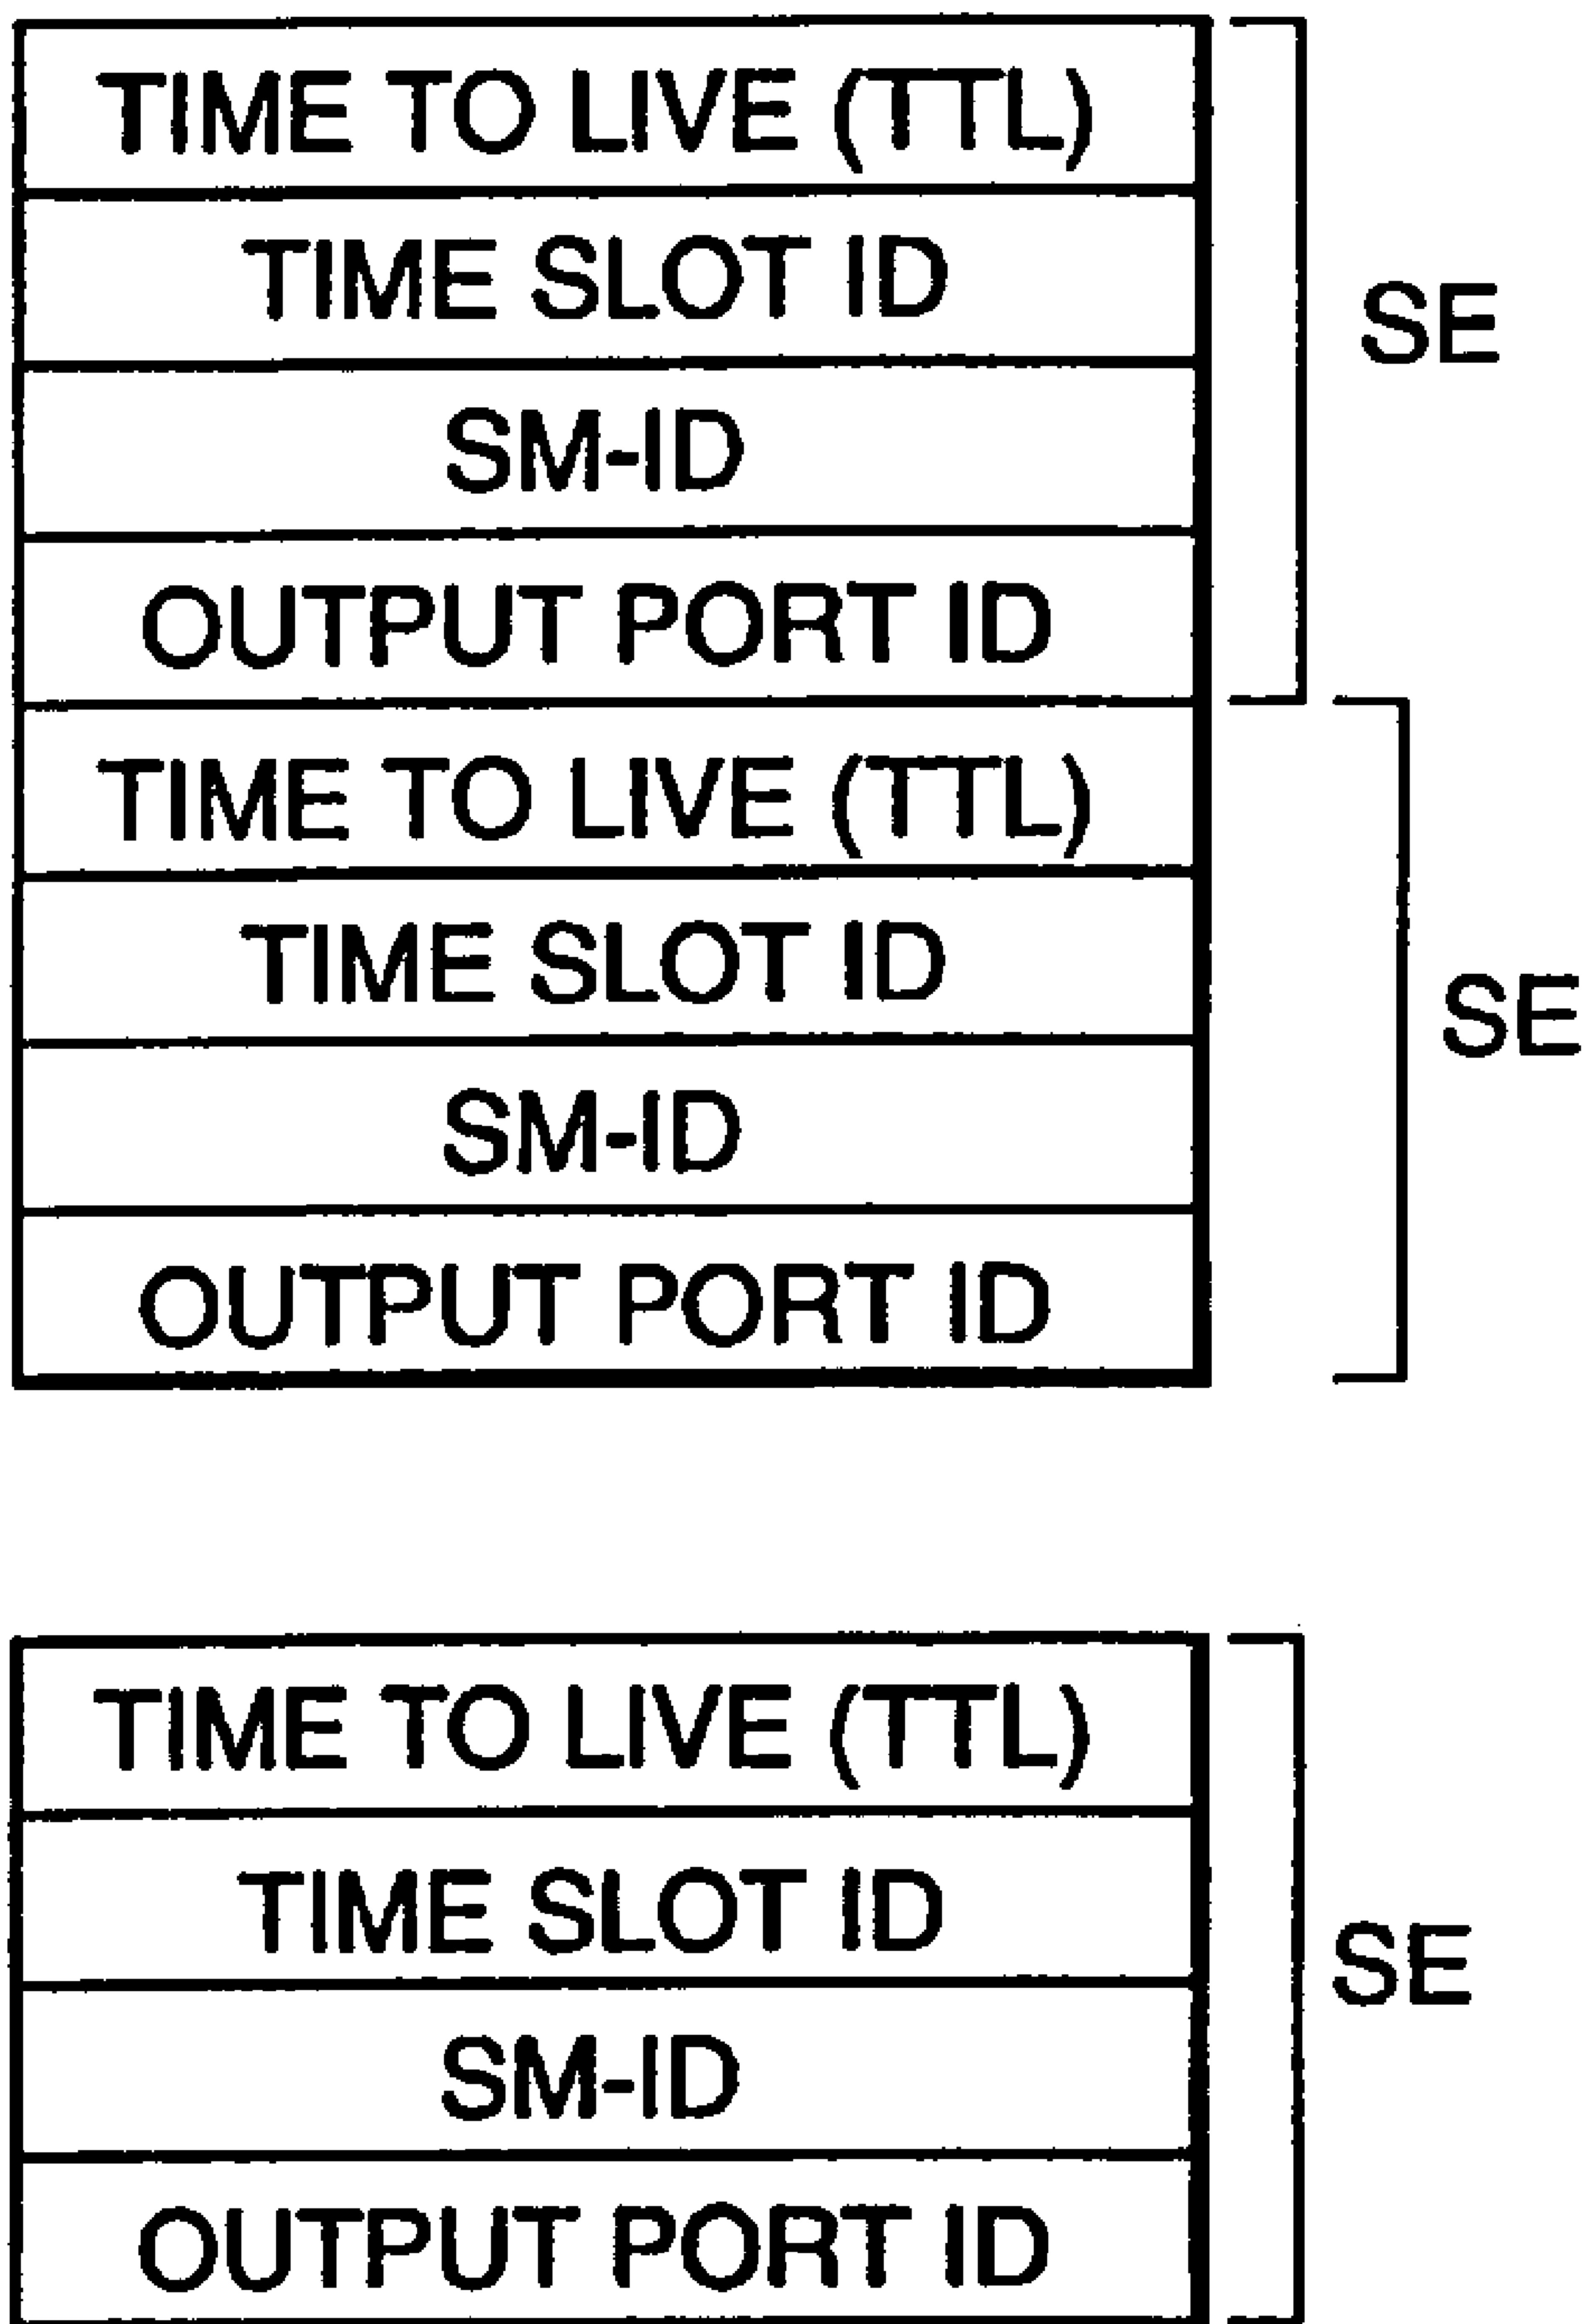 TIME TO LIVE (TTL)
TIME SLOT ID
SE
SM-ID
OUTPUT PORT ID
TIME TO LIVE (TTL)
TIME SLOT ID
SE
SM-ID
OUTPUT PORT ID
TIME TO LIVE (TTL)
TIME SLOT ID
SE
SM-ID
OUTPUT PORT ID